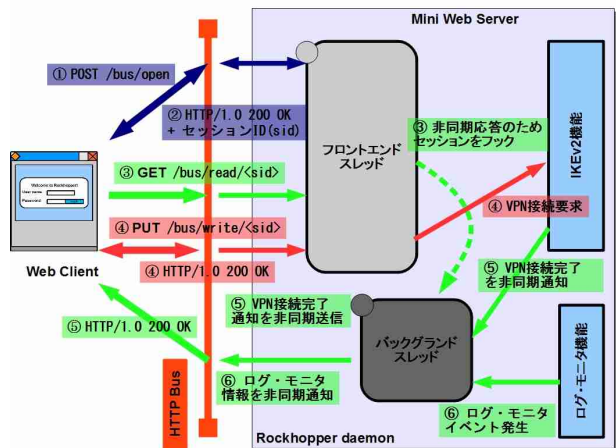 Mini Web Server
① POST /bus/open
② HTTP/1.0 200 OK
+ セッションID(sid)
フロントエンド
スレッド
③ 非同期応答のため
セッションをフック
IKEv2機能
Welcome to Rockhopper!
User name
Password
③ GET /bus/read/<sid>
④ PUT /bus/write/<sid>
④ VPN接続要求
Web Client
④ HTTP/1.0 200 OK
⑤ VPN接続完了
を非同期通知
⑤ VPN接続完了
通知を非同期送信
⑤ HTTP/1.0 200 OK
バックグランド
スレッド
ログ・モニタ機能
HTTP Bus
⑥ ログ・モニタ
情報を非同期通知
⑥ ログ・モニタ
イベント発生
Rockhopper daemon